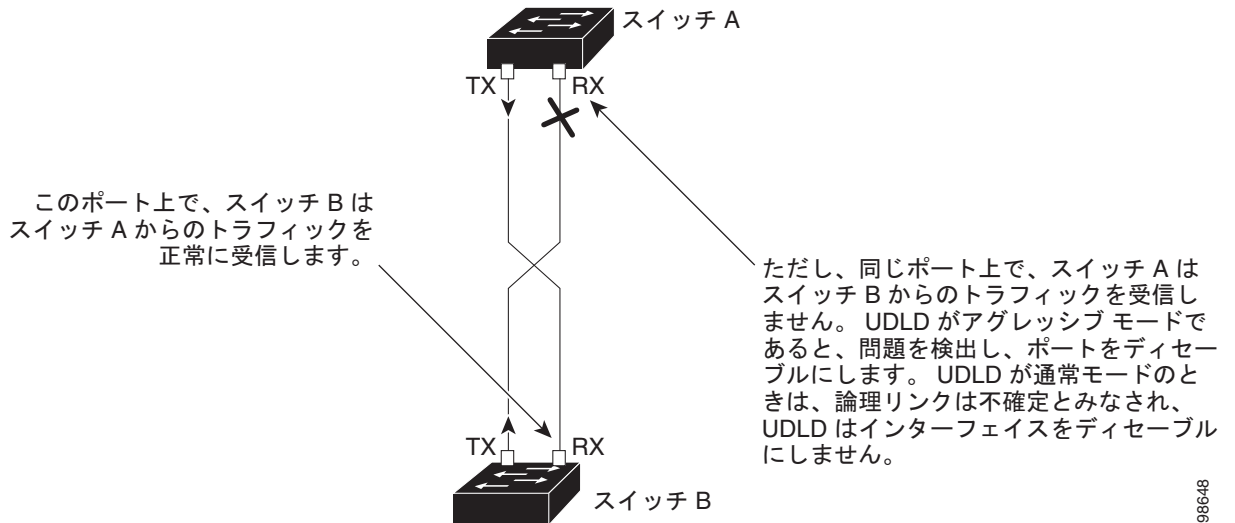 スイッチ A
TX
RX
このポート上で、スイッチ B は
スイッチ A からのトラフィックを
正常に受信します。
ただし、同じポート上で、スイッチ A は
スイッチ B からのトラフィックを受信し
ません。 UDLD がアグレッシブ モードで
あると、問題を検出し、ポートをディセー
ブルにします。 UDLD が通常モードのと
きは、論理リンクは不確定とみなされ、
UDLD はインターフェイスをディセーブル
にしません。
TX
RX
スイッチ B
98648